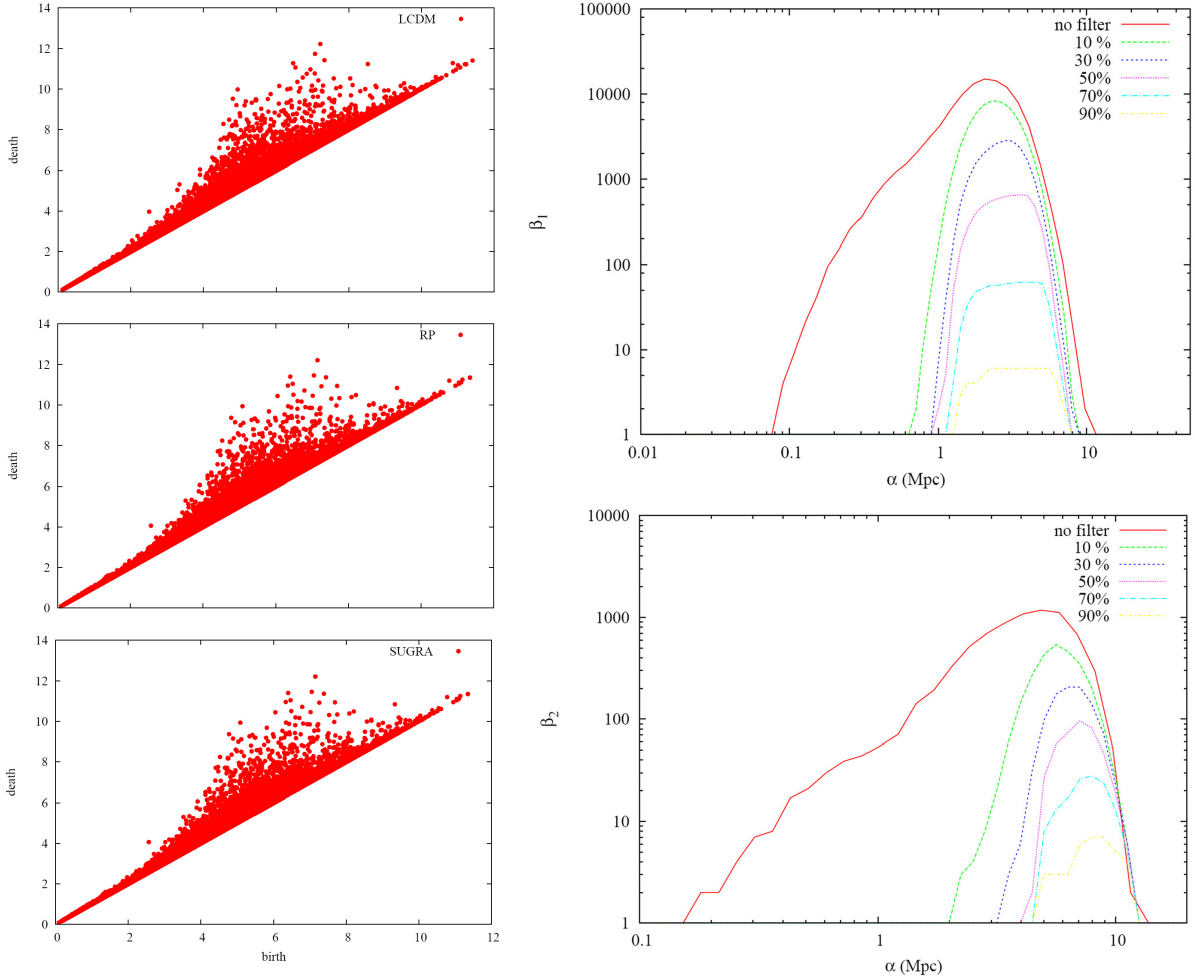 14
LCDM
12
10
8
death
6
4
2
0
14
RP
12
10
8
death
6
4
2
0
14
SUGRA
12
10
8
death
6
4
2
0
0 2 4 6 8 10 12
birth
100000
no filter
10 %
30 %
50%
70%
90%
10000
1000
β1
100
10
1
0.01 0.1 1 10
α (Mpc)
10000
no filter
10 %
30 %
50%
70%
90%
1000
β2
100
10
1
0.1 1 10
α (Mpc)